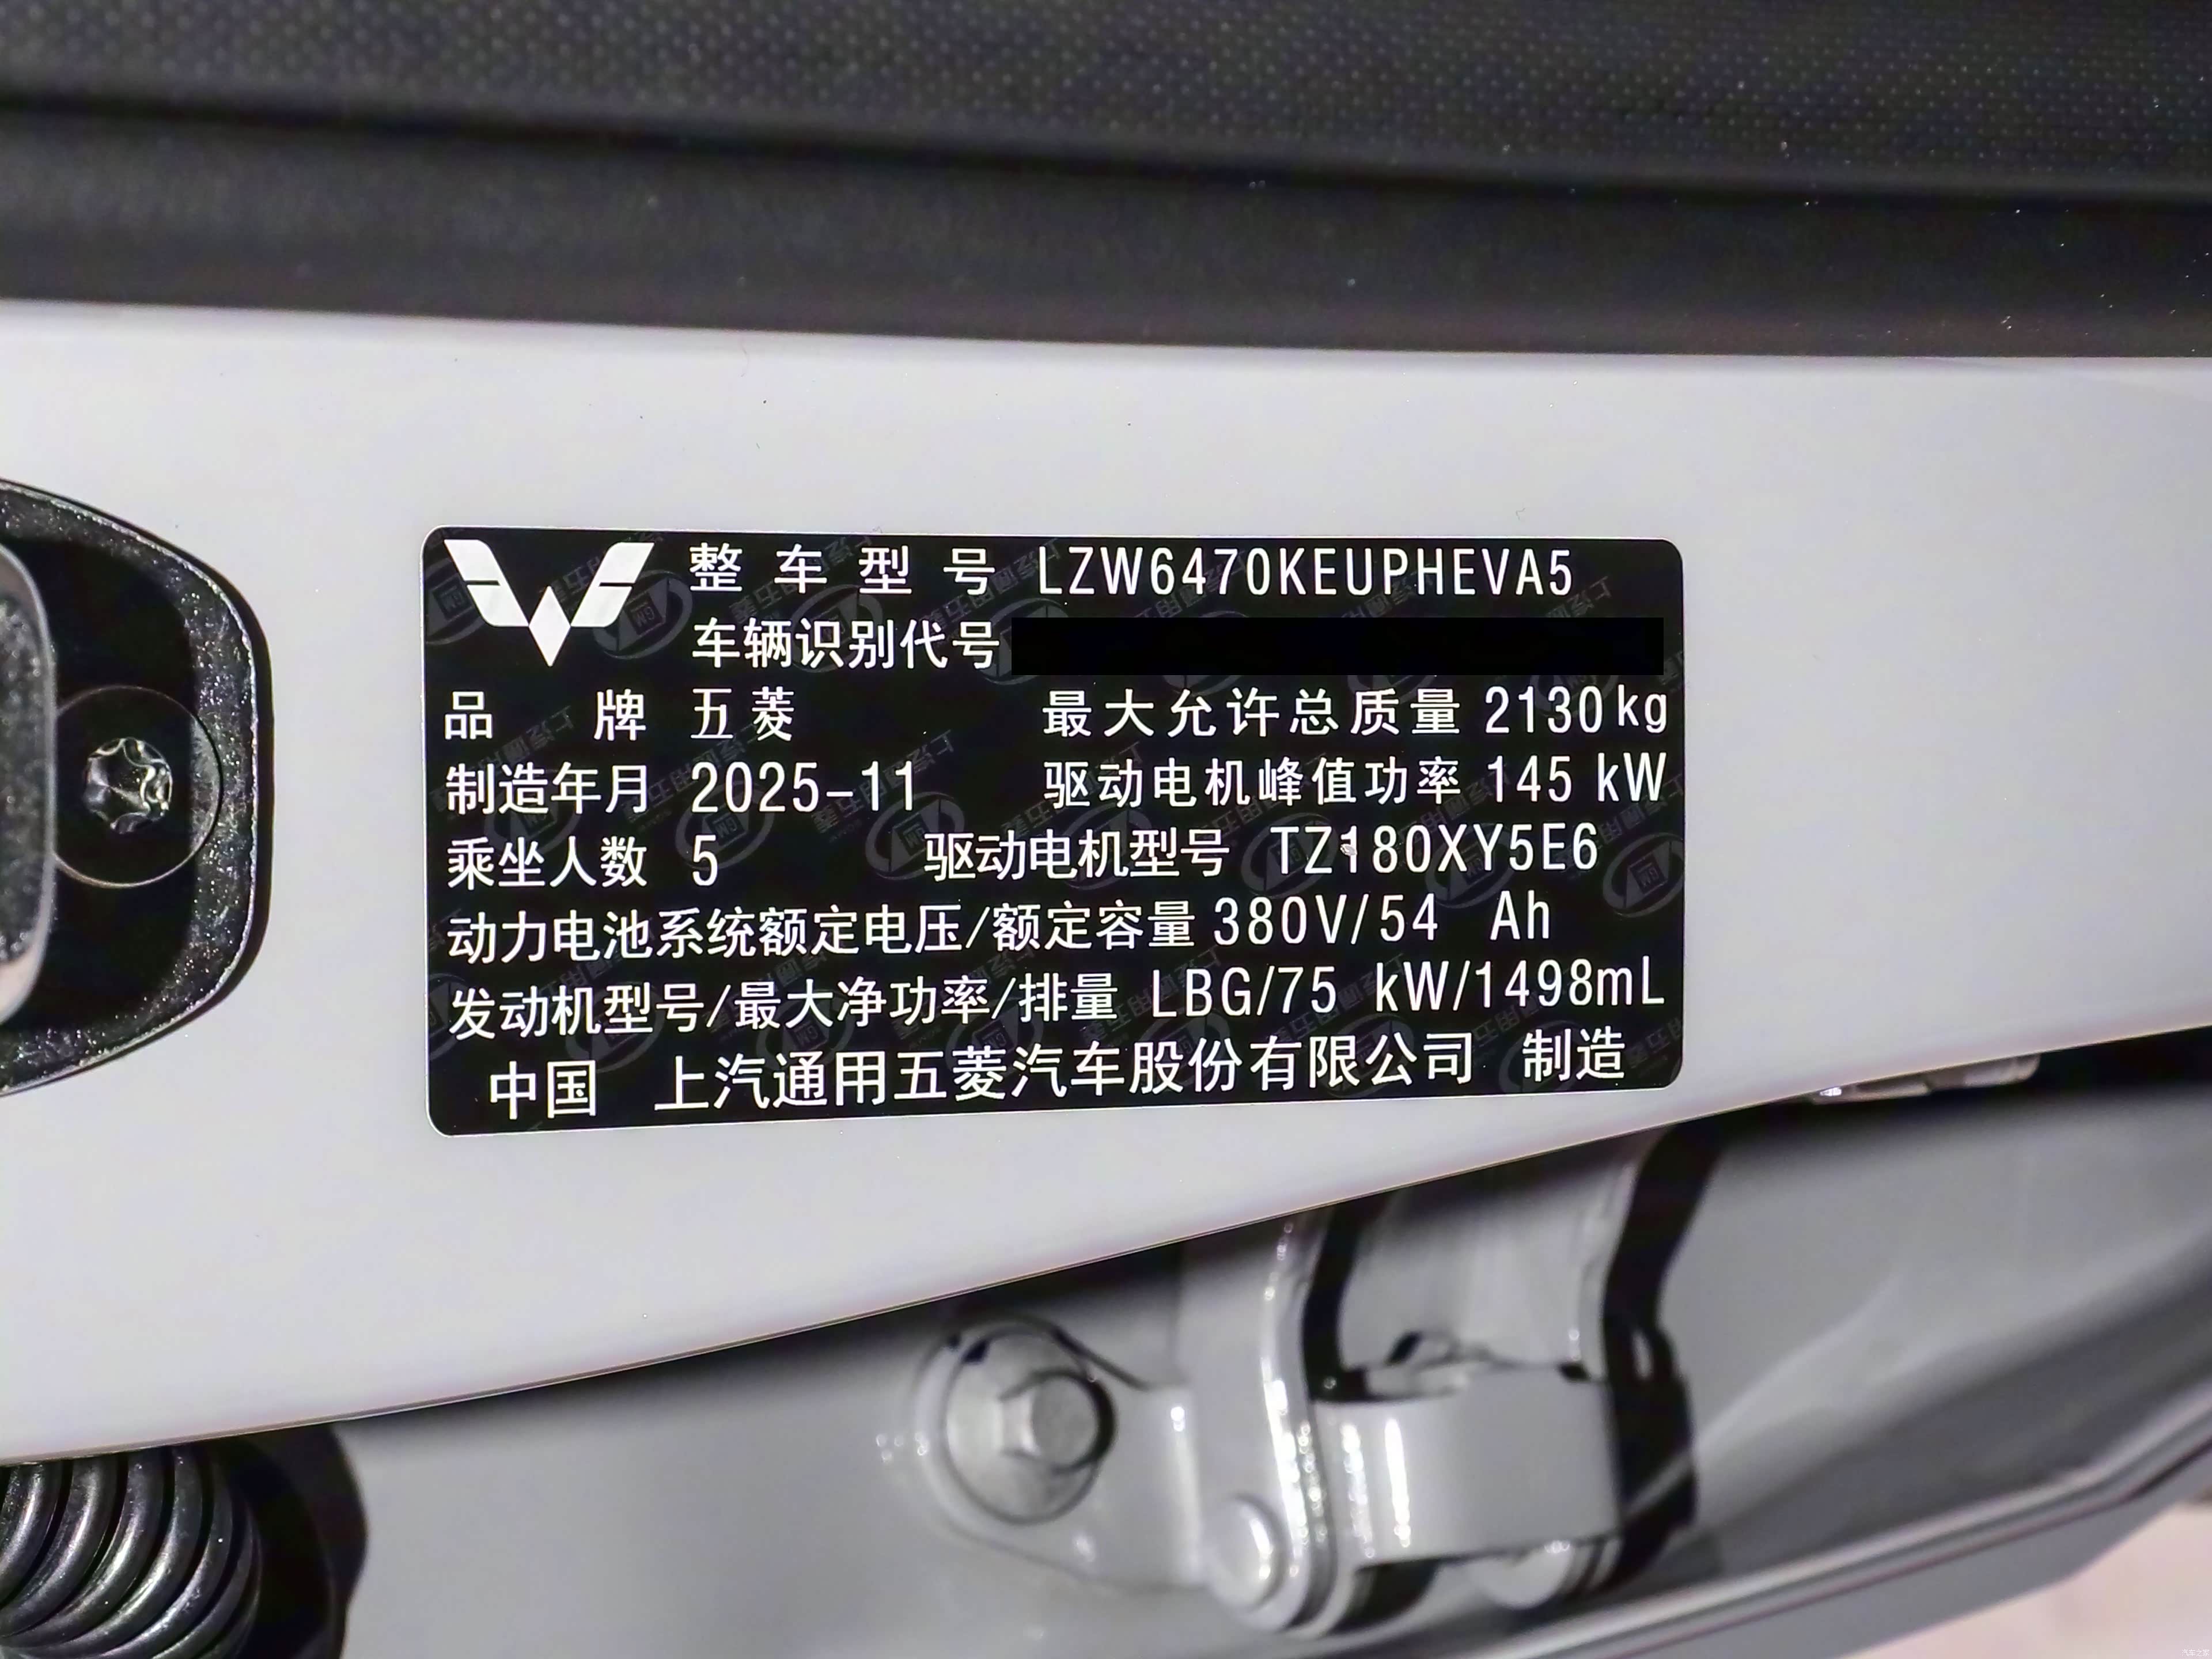 整车型号 LZW6470KEUPHEVA5
车辆识别代号
品牌 五菱 最大允许总质量 2130kg
制造年月 2025-11 驱动电机峰值功率 145 kW
乘坐人数 5 驱动电机型号 TZ180XY5E6
动力电池系统额定电压/额定容量 380V/54 Ah
发动机型号/最大净功率/排量 LBG/75 kW/1498mL
中国 上汽通用五菱汽车股份有限公司 制造
汽车之家